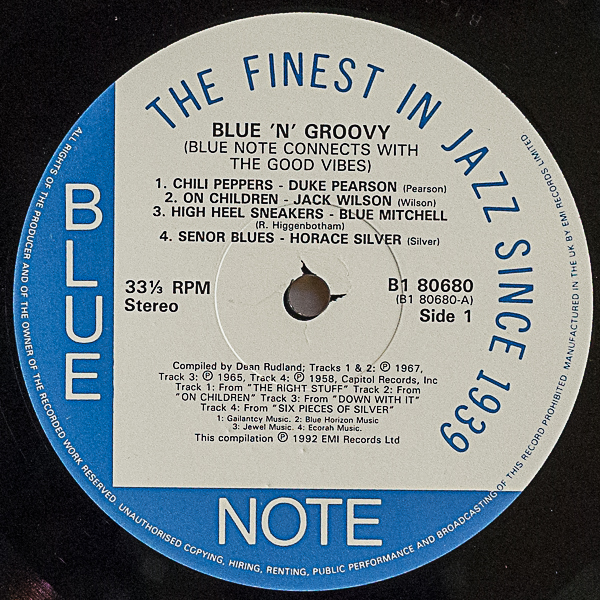 THE FINEST IN JAZZ SINCE 1939
BLUE 'N' GROOVY
(BLUE NOTE CONNECTS WITH
THE GOOD VIBES)
1. CHILI PEPPERS - DUKE PEARSON (Pearson)
2. ON CHILDREN - JACK WILSON (Wilson)
3. HIGH HEEL SNEAKERS - BLUE MITCHELL
(R. Higgenbotham)
4. SENOR BLUES - HORACE SILVER (Silver)
33⅓ RPM
Stereo
B1 80680
(B1 80680-A)
Side 1
Compiled by Dean Rudland; Tracks 1 & 2: ℗ 1967,
Track 3: ℗ 1965, Track 4: ℗ 1958, Capitol Records, Inc
Track 1: From "THE RIGHT STUFF" Track 2: From
"ON CHILDREN" Track 3: From "DOWN WITH IT"
Track 4: From "SIX PIECES OF SILVER"
1: Gailantcy Music. 2: Blue Horizon Music
3: Jewel Music. 4: Ecorah Music.
This compilation ℗ 1992 EMI Records Ltd
BLUE
NOTE
ALL RIGHTS OF THE PRODUCER AND OF THE OWNER OF THE RECORDED WORK RESERVED. UNAUTHORISED COPYING, HIRING, RENTING, PUBLIC PERFORMANCE AND BROADCASTING OF THIS RECORD PROHIBITED. MANUFACTURED IN THE UK BY EMI RECORDS LIMITED